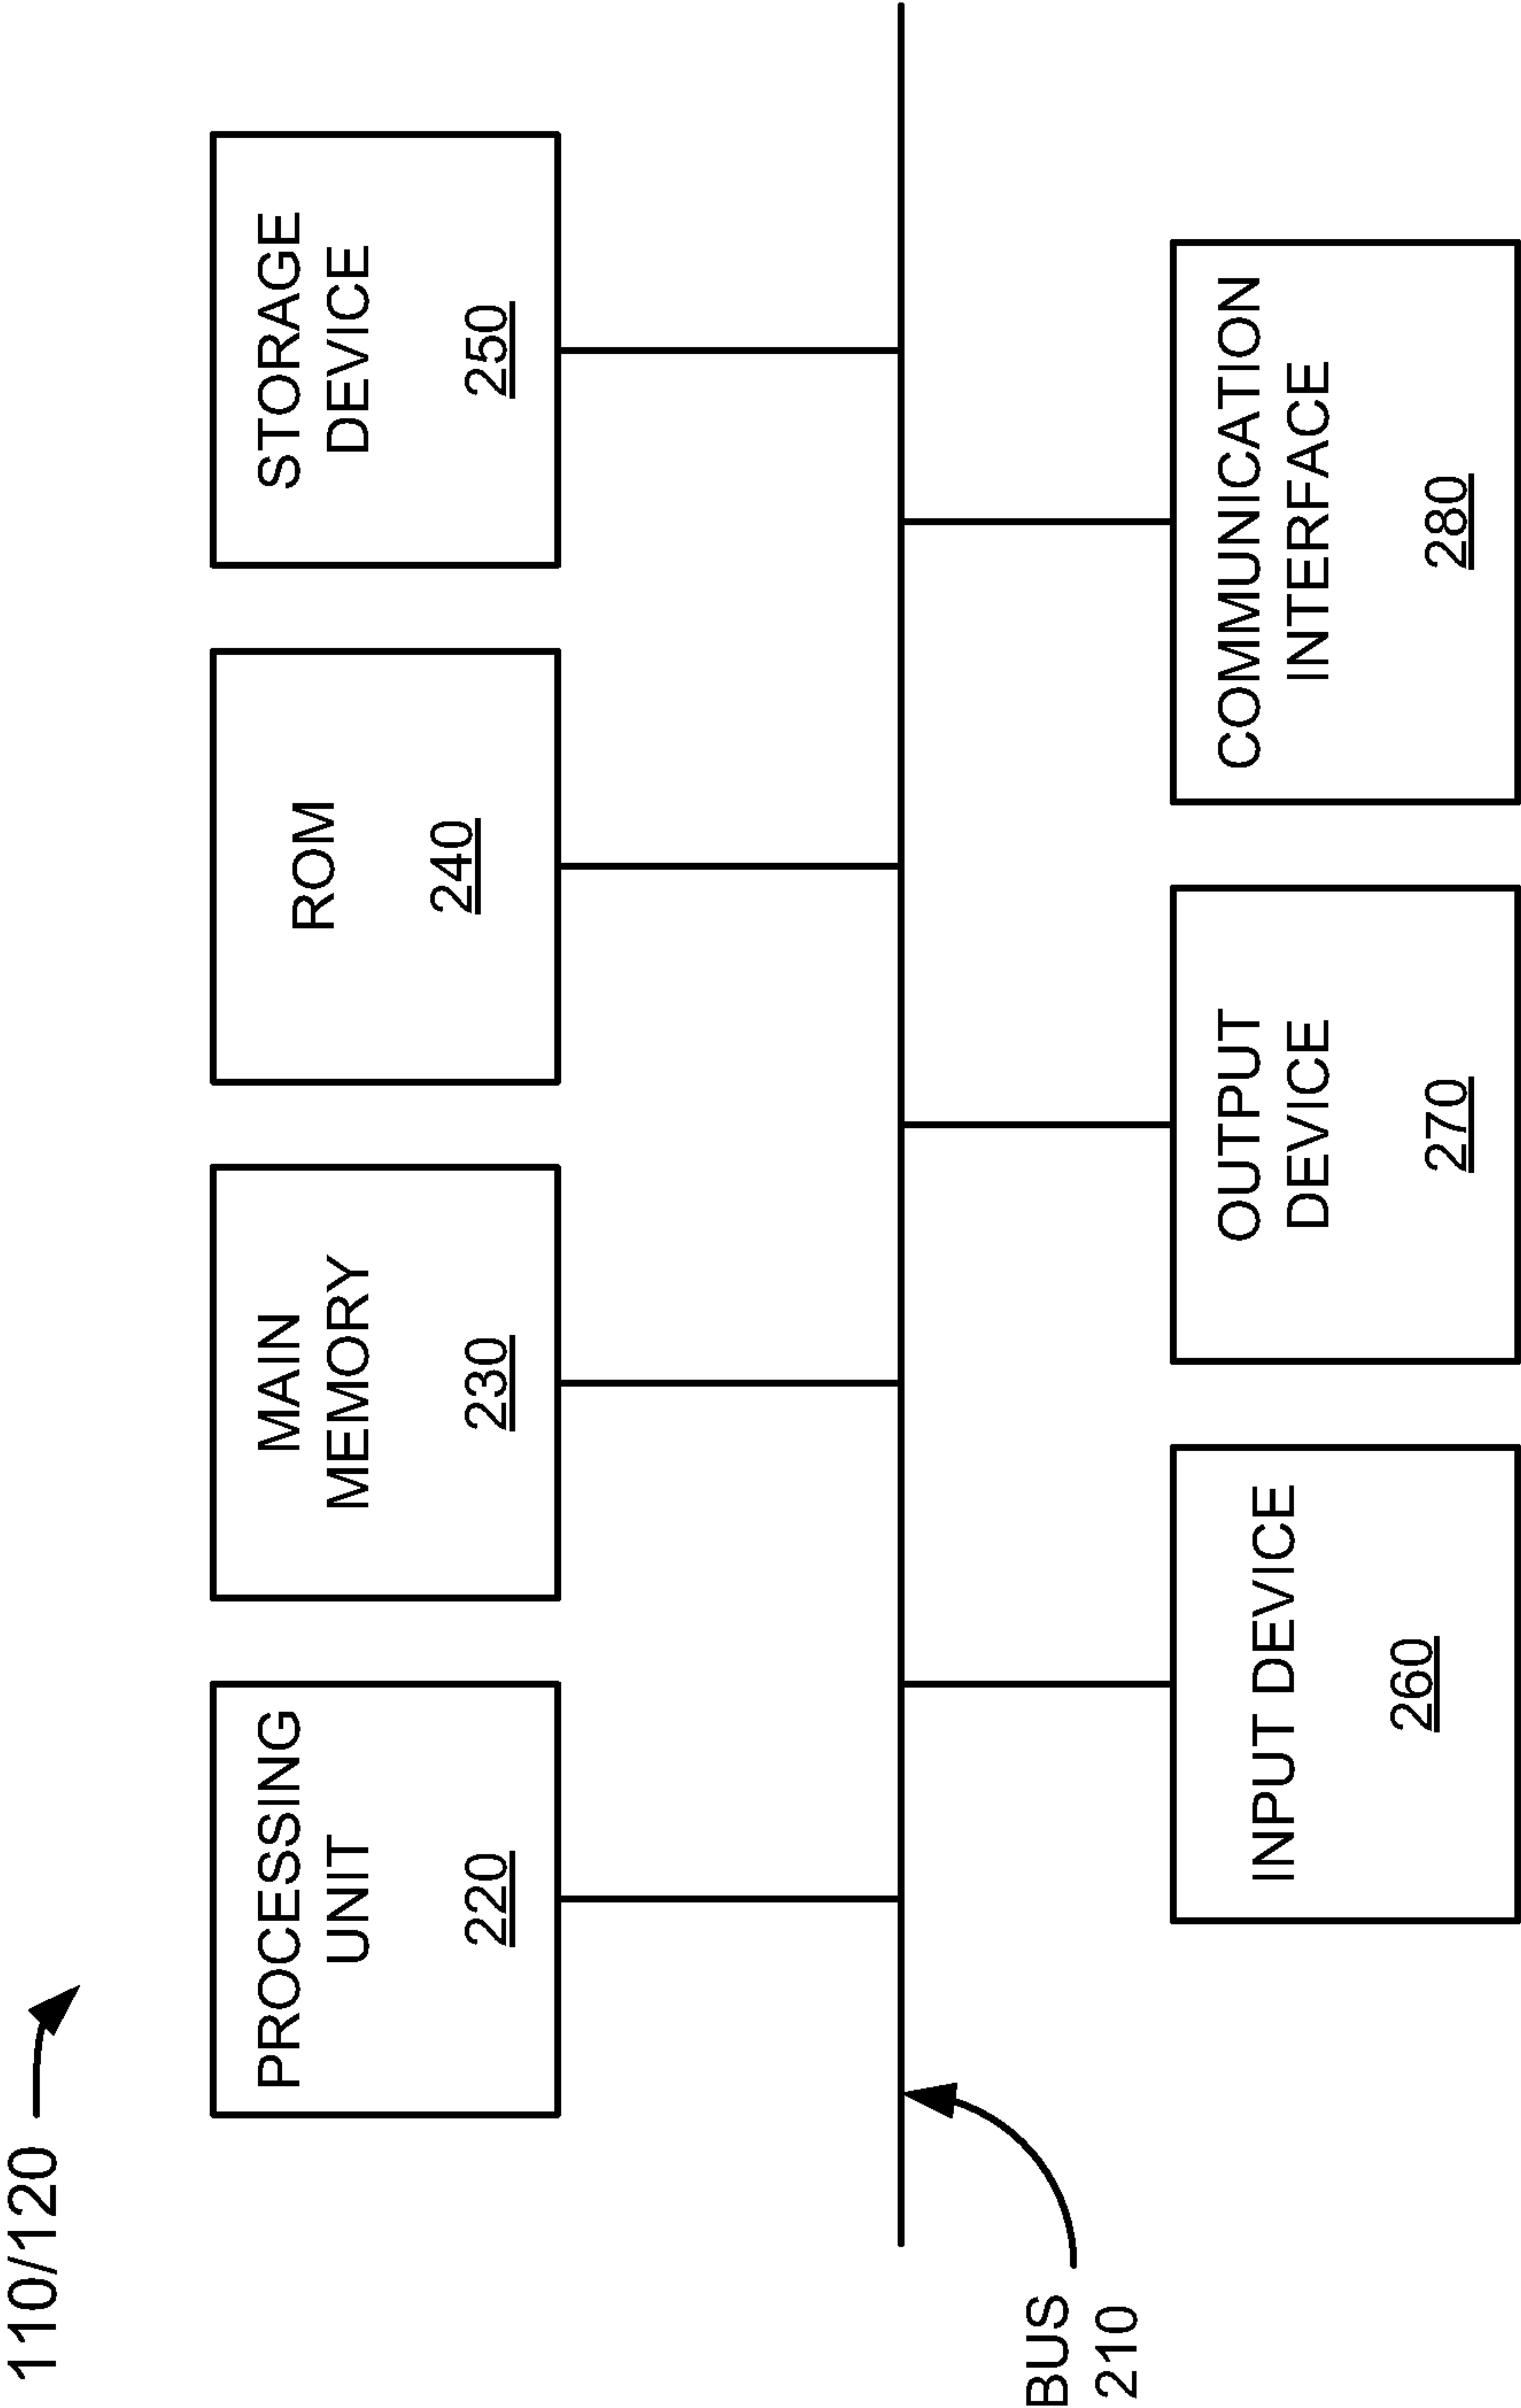 110/120
PROCESSING
UNIT
220
MAIN
MEMORY
230
ROM
240
STORAGE
DEVICE
250
BUS
210
INPUT DEVICE
260
OUTPUT
DEVICE
270
COMMUNICATION
INTERFACE
280